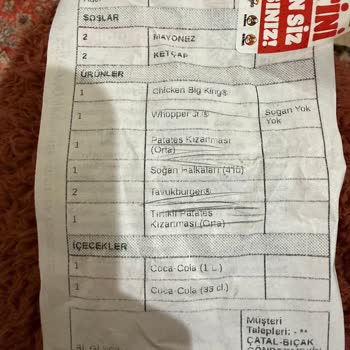 SOSLAR
2 MAYONEZ
2 KETÇAP
ÜRÜNLER
1 Chicken Big King®
1 Whopper Jr.® Soğan Yok
Yok
1 Patates Kızartması
(Orta)
1 Soğan Halkaları (4'lü)
2 Tavukburger®
1 Tırtıklı Patates
Kızartması (Orta)
İÇECEKLER
1 Coca-Cola (1 L)
1 Coca-Cola (33 cl.)
Müşteri
Talepleri: - **
ÇATAL-BIÇAK